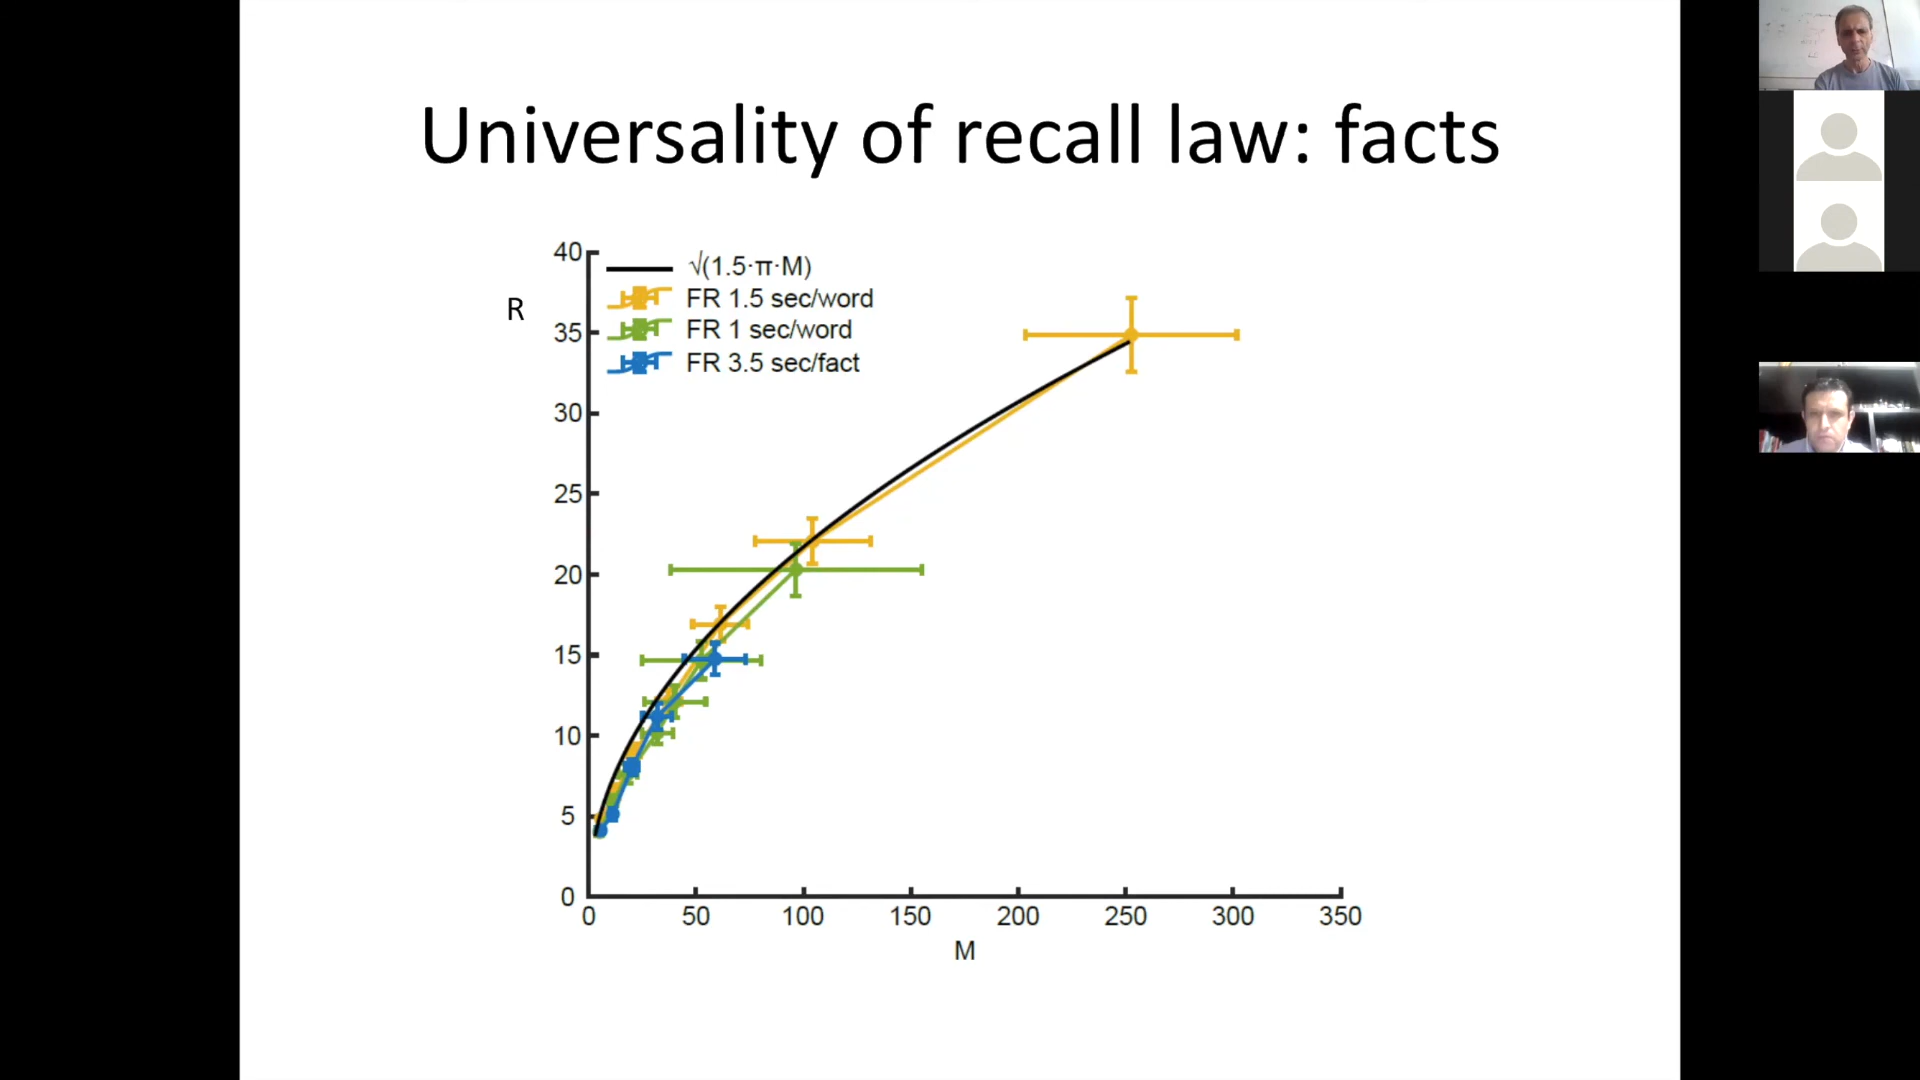 Universality of recall law: facts
R
√(1.5·π·M)
FR 1.5 sec/word
FR 1 sec/word
FR 3.5 sec/fact
40
35
30
25
20
15
10
5
0
0 50 100 150 200 250 300 350
M